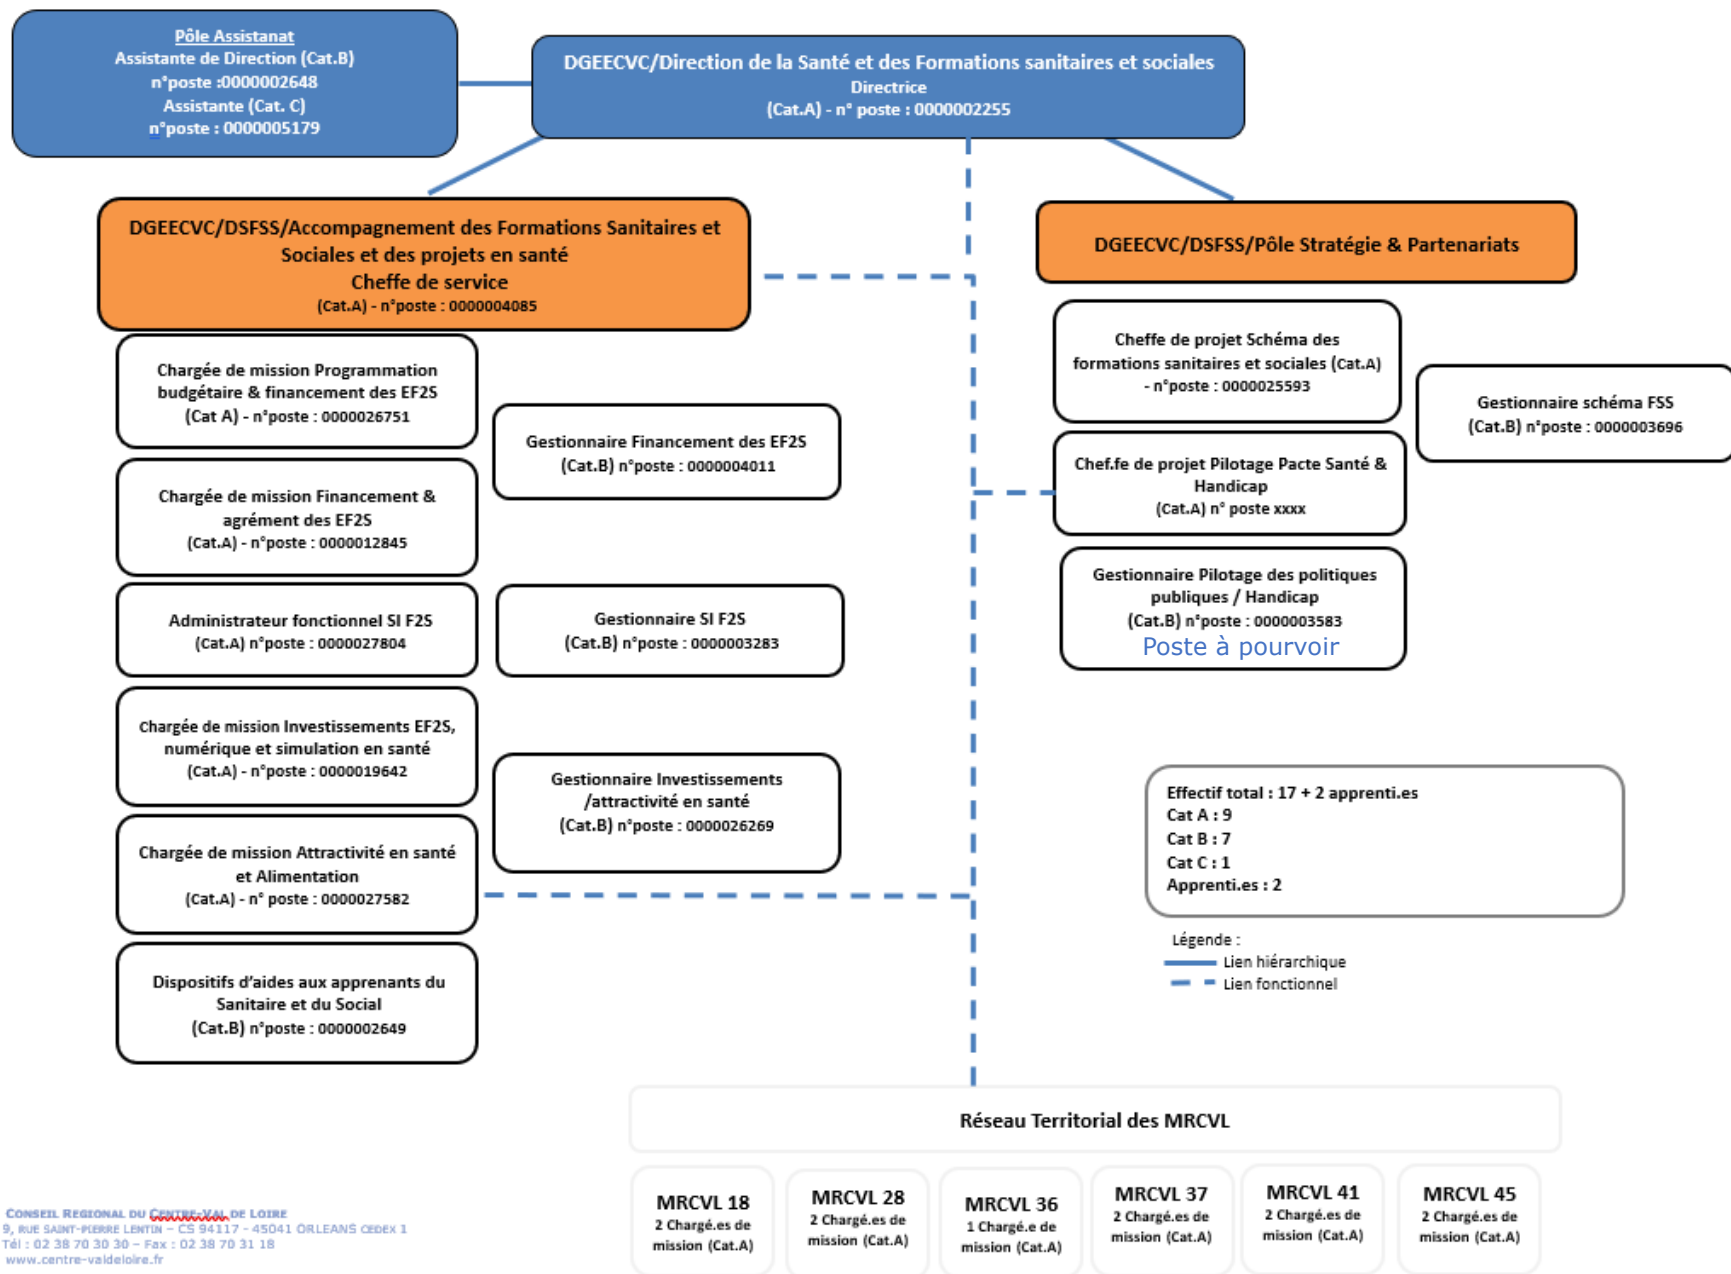 Pôle Assistanat
Assistante de Direction (Cat.B)
n°poste :0000002648
Assistante (Cat. C)
n°poste : 0000005179
DGEECVC/Direction de la Santé et des Formations sanitaires et sociales
Directrice
(Cat.A) - n° poste : 0000002255
DGEECVC/DSFSS/Accompagnement des Formations Sanitaires et
Sociales et des projets en santé
Cheffe de service
(Cat.A) - n°poste : 0000004085
DGEECVC/DSFSS/Pôle Stratégie & Partenariats
Chargée de mission Programmation
budgétaire & financement des EF2S
(Cat A) - n°poste : 0000026751
Gestionnaire Financement des EF2S
(Cat.B) n°poste : 0000004011
Chargée de mission Financement &
agrément des EF2S
(Cat.A) - n°poste : 0000012845
Administrateur fonctionnel SI F2S
(Cat.A) n°poste : 0000027804
Gestionnaire SI F2S
(Cat.B) n°poste : 0000003283
Chargée de mission Investissements EF2S,
numérique et simulation en santé
(Cat.A) - n°poste : 0000019642
Gestionnaire Investissements
/attractivité en santé
(Cat.B) n°poste : 0000026269
Chargée de mission Attractivité en santé
et Alimentation
(Cat.A) - n° poste : 0000027582
Dispositifs d'aides aux apprenants du
Sanitaire et du Social
(Cat.B) n°poste : 0000002649
Cheffe de projet Schéma des
formations sanitaires et sociales (Cat.A)
- n°poste : 0000025593
Gestionnaire schéma FSS
(Cat.B) n°poste : 0000003696
Chef.fe de projet Pilotage Pacte Santé &
Handicap
(Cat.A) n° poste xxxx
Gestionnaire Pilotage des politiques
publiques / Handicap
(Cat.B) n°poste : 0000003583
Poste à pourvoir
Effectif total : 17 + 2 apprenti.es
Cat A : 9
Cat B : 7
Cat C : 1
Apprenti.es : 2
Légende :
Lien hiérarchique
Lien fonctionnel
Réseau Territorial des MRCVL
MRCVL 18
2 Chargé.es de
mission (Cat.A)
MRCVL 28
2 Chargé.es de
mission (Cat.A)
MRCVL 36
1 Chargé.e de
mission (Cat.A)
MRCVL 37
2 Chargé.es de
mission (Cat.A)
MRCVL 41
2 Chargé.es de
mission (Cat.A)
MRCVL 45
2 Chargé.es de
mission (Cat.A)
CONSEIL REGIONAL DU CENTRE-VAL DE LOIRE
9, RUE SAINT-PIERRE LENTIN – CS 94117 - 45041 ORLEANS CEDEX 1
Tél : 02 38 70 30 30 – Fax : 02 38 70 31 18
www.centre-valdeloire.fr